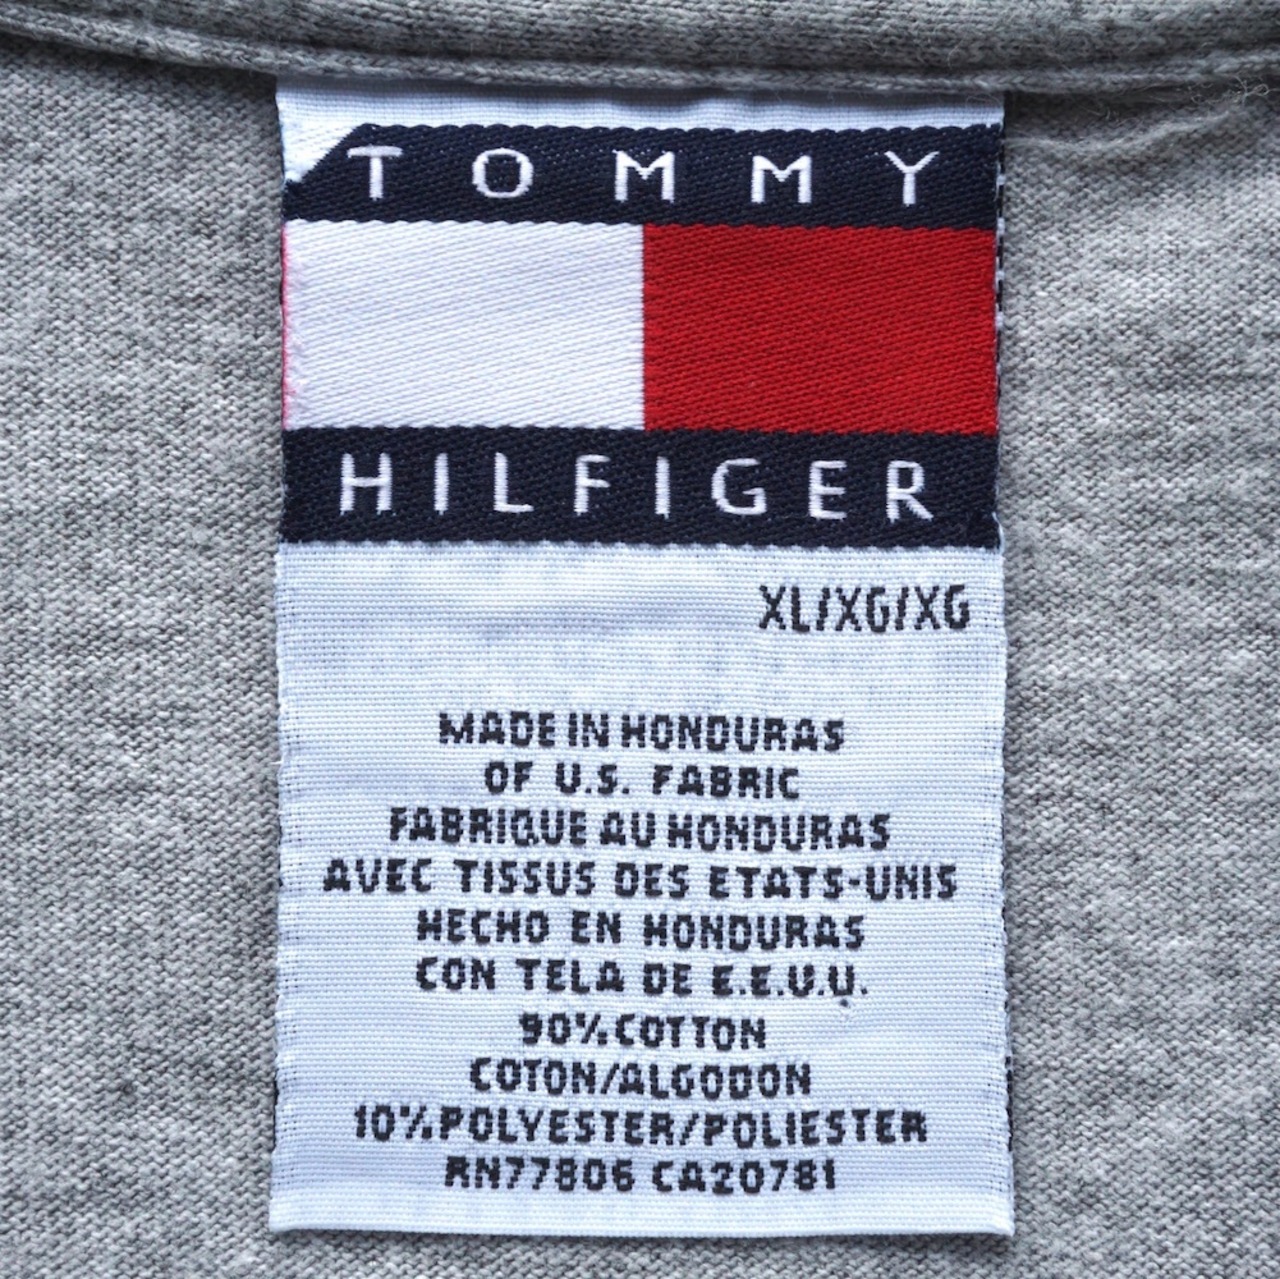 TOMMY
HILFIGER
XL/XG/XG
MADE IN HONDURAS
OF U.S. FABRIC
FABRIQUE AU HONDURAS
AVEC TISSUS DES ETATS-UNIS
HECHO EN HONDURAS
CON TELA DE E.E.U.U.
90% COTTON
COTON/ALGODON
10% POLYESTER/POLIESTER
RN77806 CA20781